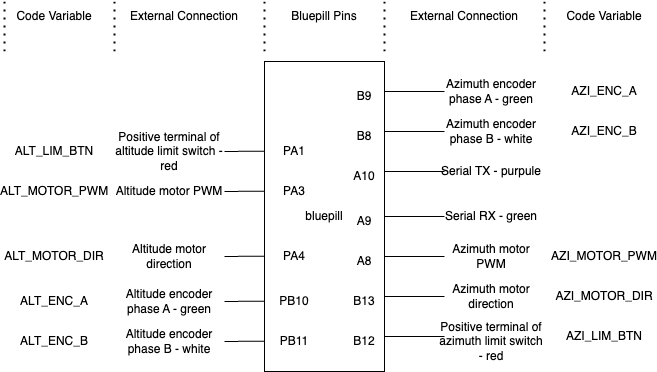 Code Variable External Connection Bluepill Pins External Connection Code Variable
B9 Azimuth encoder AZI_ENC_A
phase A - green
B8 Azimuth encoder AZI_ENC_B
phase B - white
ALT_LIM_BTN Positive terminal of PA1
altitude limit switch -
red
A10 Serial TX - purpule
ALT_MOTOR_PWM Altitude motor PWM PA3
bluepill A9 Serial RX - green
ALT_MOTOR_DIR Altitude motor PA4
direction
A8 Azimuth motor AZI_MOTOR_PWM
PWM
ALT_ENC_A Altitude encoder PB10
phase A - green
B13 Azimuth motor AZI_MOTOR_DIR
direction
ALT_ENC_B Altitude encoder PB11
phase B - white
B12 Positive terminal of AZI_LIM_BTN
azimuth limit switch
- red